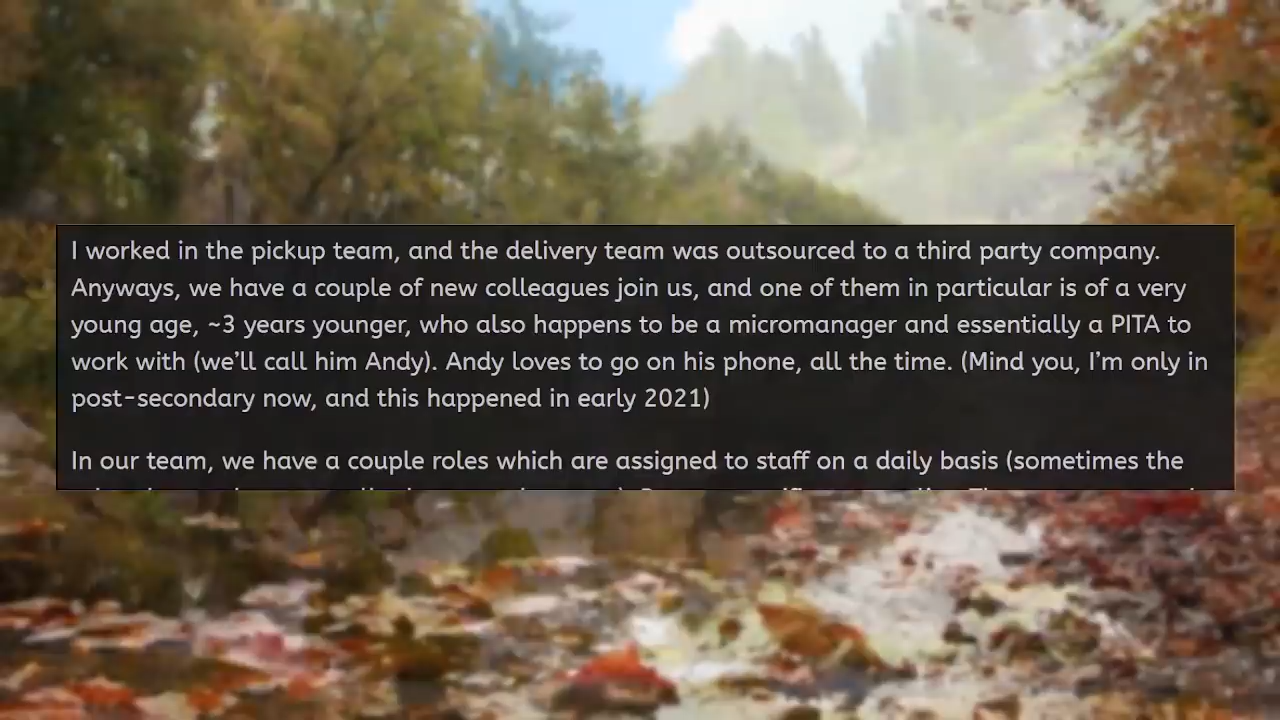 I worked in the pickup team, and the delivery team was outsourced to a third party company.
Anyways, we have a couple of new colleagues join us, and one of them in particular is of a very
young age, ~3 years younger, who also happens to be a micromanager and essentially a PITA to
work with (we’ll call him Andy). Andy loves to go on his phone, all the time. (Mind you, I’m only in
post-secondary now, and this happened in early 2021)
In our team, we have a couple roles which are assigned to staff on a daily basis (sometimes the